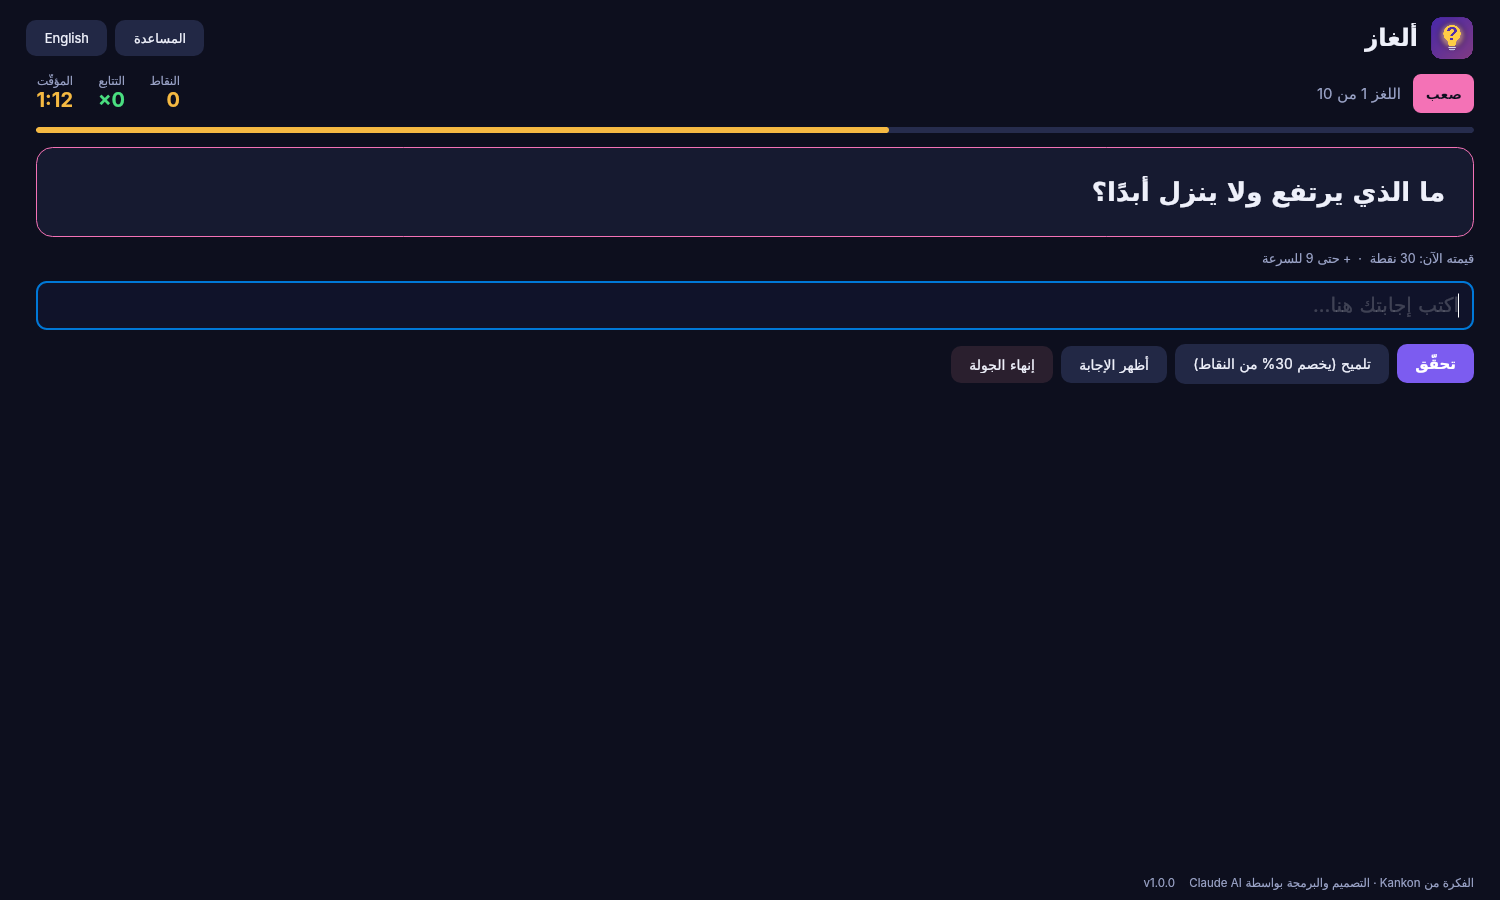 ألغاز
المساعدة
English
صعب
اللغز 1 من 10
النقاط
0
التتابع
×0
المؤقّت
1:12
ما الذي يرتفع ولا ينزل أبدًا؟
قيمته الآن: 30 نقطة · + حتى 9 للسرعة
اكتب إجابتك هنا...
تحقّق
تلميح (يخصم 30% من النقاط)
أظهر الإجابة
إنهاء الجولة
الفكرة من Kankon · التصميم والبرمجة بواسطة Claude AI v1.0.0